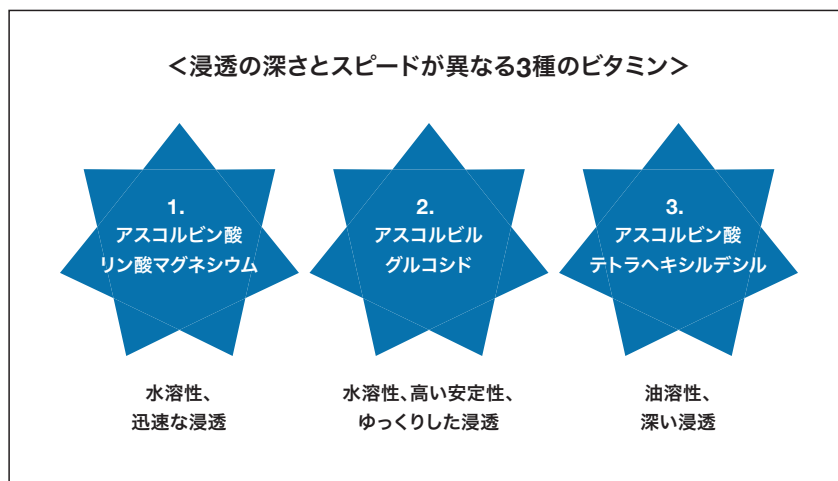 ＜浸透の深さとスピードが異なる3種のビタミン＞
1.
アスコルビン酸
リン酸マグネシウム
2.
アスコルビル
グルコシド
3.
アスコルビン酸
テトラヘキシルデシル
水溶性、
迅速な浸透
水溶性、高い安定性、
ゆっくりした浸透
油溶性、
深い浸透